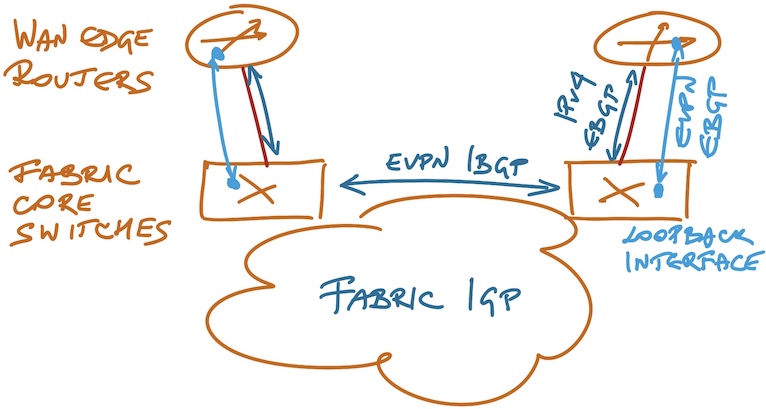 WAN EDGE
ROUTERS
IPv4
EBGP
EVPN
EBGP
FABRIC
CORE
SWITCHES
EVPN IBGP
LOOPBACK
INTERFACE
FABRIC IGP